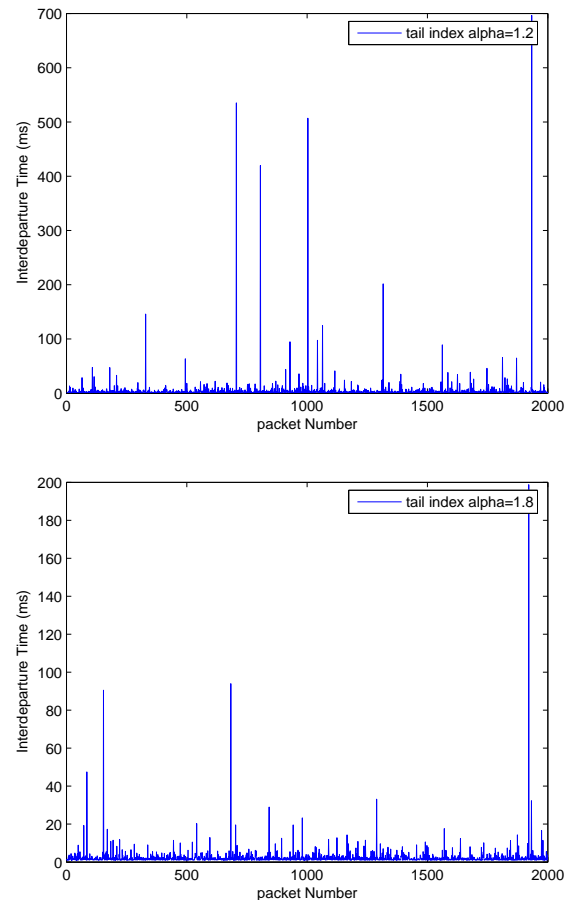 700
600
500
400
300
200
100
0
Interdeparture Time (ms)
tail index alpha=1.2
0 500 1000 1500 2000
packet Number
200
180
160
140
120
100
80
60
40
20
0
Interdeparture Time (ms)
tail index alpha=1.8
0 500 1000 1500 2000
packet Number